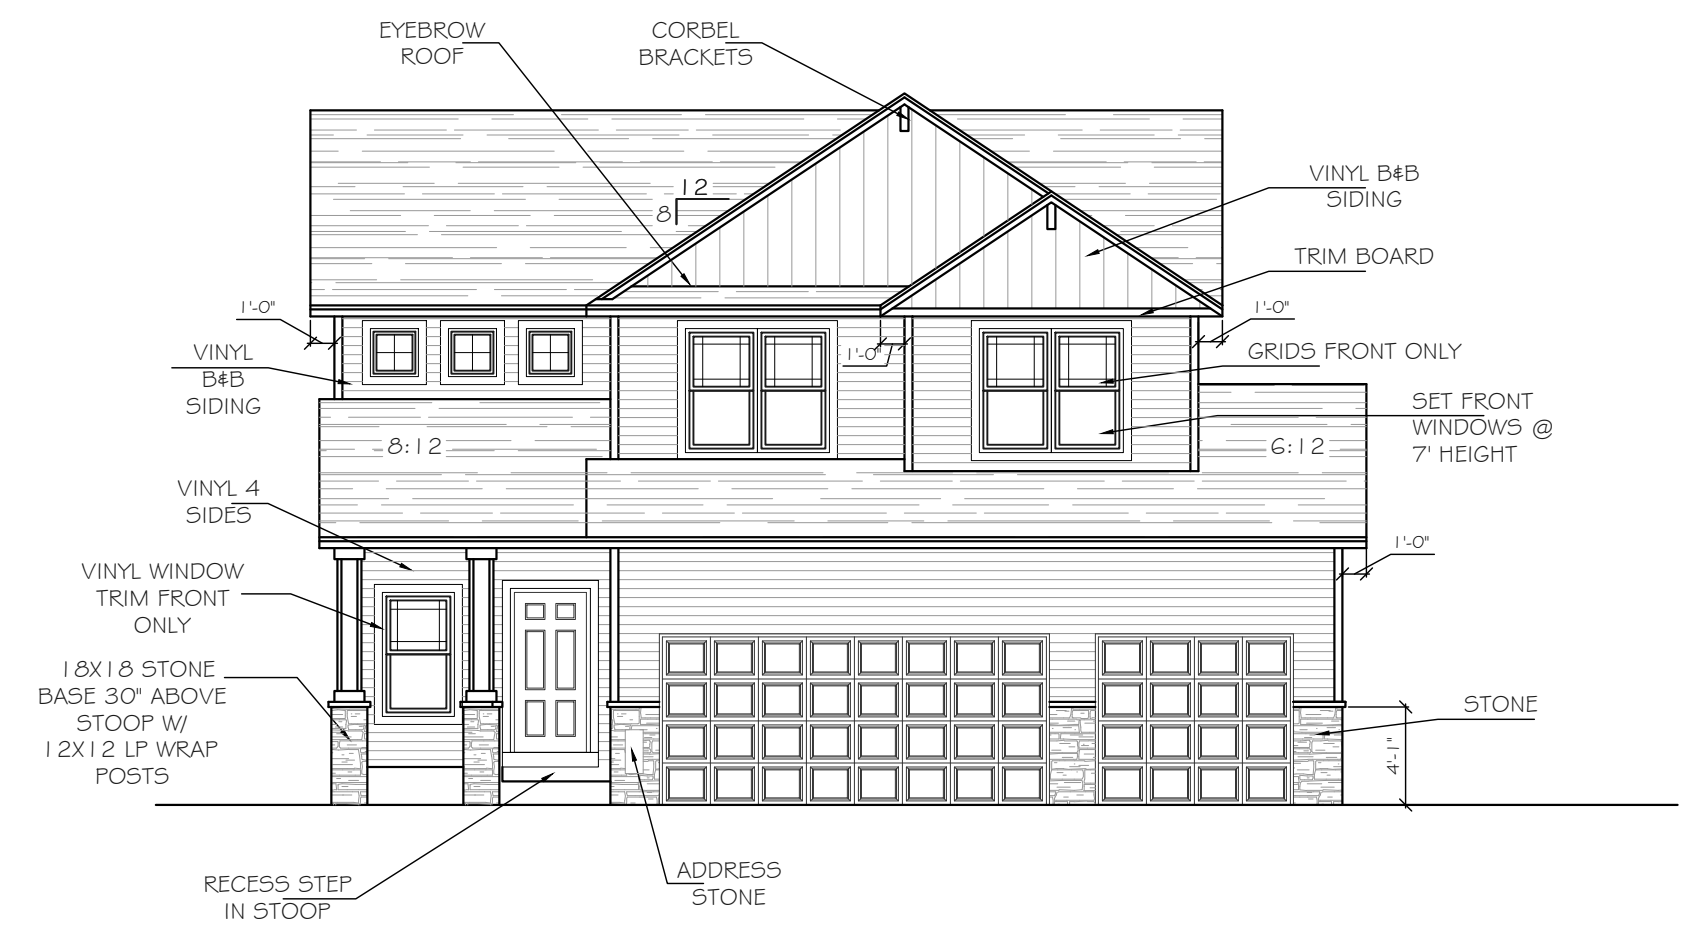 EYEBROW
ROOF
CORBEL
BRACKETS
12
8
VINYL B&B
SIDING
TRIM BOARD
1'-0"
1'-0"
1'-0"
VINYL
B&B
SIDING
GRIDS FRONT ONLY
SET FRONT
WINDOWS @
7' HEIGHT
8:12
6:12
VINYL 4
SIDES
1'-0"
VINYL WINDOW
TRIM FRONT
ONLY
18X18 STONE
BASE 30" ABOVE
STOOP W/
12X12 LP WRAP
POSTS
STONE
4'-1"
ADDRESS
STONE
RECESS STEP
IN STOOP